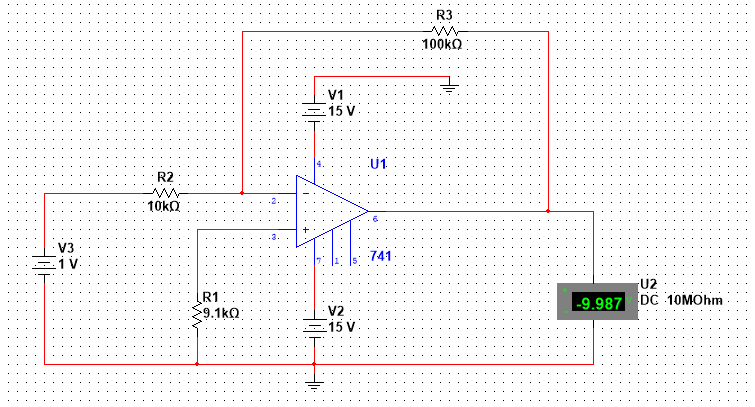 R3
100kΩ
V1
15 V
4
U1
R2
10kΩ
2
6
3
741
7
1
5
V3
1 V
R1
9.1kΩ
V2
15 V
U2
-9.987
DC 10MOhm
+
-